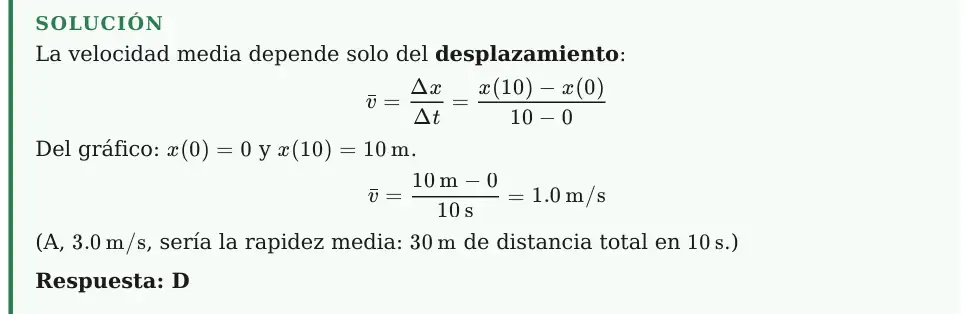 SOLUCIÓN
La velocidad media depende solo del desplazamiento:
v̄ = Δx/Δt = (x(10) − x(0))/(10 − 0)
Del gráfico: x(0) = 0 y x(10) = 10 m.
v̄ = (10 m − 0)/(10 s) = 1.0 m/s
(A, 3.0 m/s, sería la rapidez media: 30 m de distancia total en 10 s.)
Respuesta: D